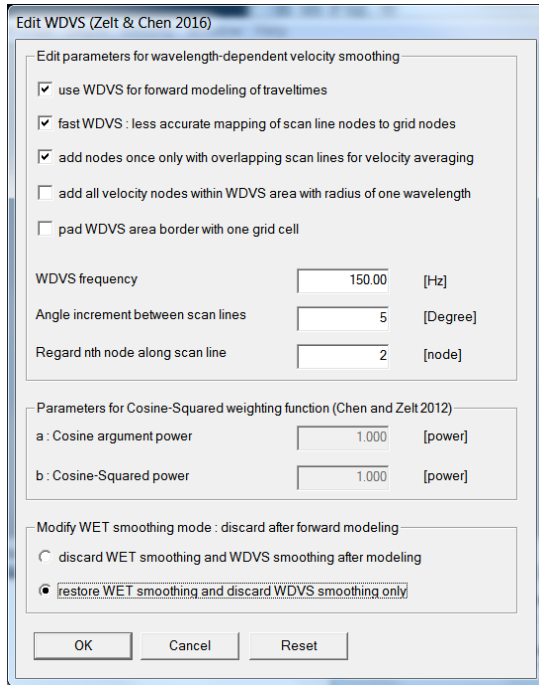 Edit WDVS (Zelt & Chen 2016)
Edit parameters for wavelength-dependent velocity smoothing
use WDVS for forward modeling of traveltimes
fast WDVS : less accurate mapping of scan line nodes to grid nodes
add nodes once only with overlapping scan lines for velocity averaging
add all velocity nodes within WDVS area with radius of one wavelength
pad WDVS area border with one grid cell
WDVS frequency 150.00 [Hz]
Angle increment between scan lines 5 [Degree]
Regard nth node along scan line 2 [node]
Parameters for Cosine-Squared weighting function (Chen and Zelt 2012)
a : Cosine argument power 1.000 [power]
b : Cosine-Squared power 1.000 [power]
Modify WET smoothing mode : discard after forward modeling
discard WET smoothing and WDVS smoothing after modeling
restore WET smoothing and discard WDVS smoothing only
OK Cancel Reset